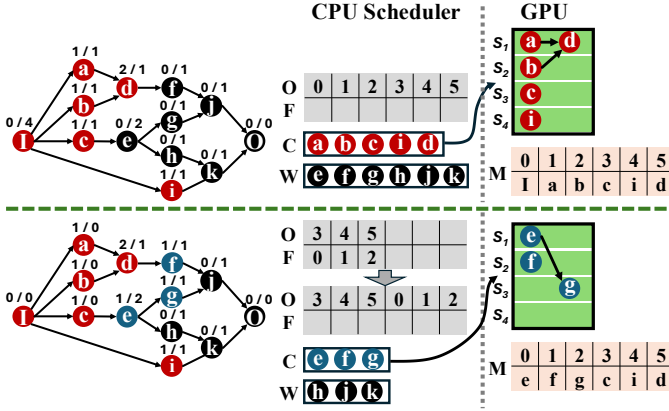 CPU Scheduler GPU
1/1
a
1/1
b
2/1
d
0/1
f
0/1
g
0/1
j
0/4
I
1/1
c
0/2
e
0/1
h
0/0
O
0/1
k
1/1
i
O 0 1 2 3 4 5
F
C a b c i d
W e f g h j k
S1 a d
S2 b
S3 c
S4 i
M 0 1 2 3 4 5
I a b c i d
1/0
a
1/0
b
2/1
d
1/1
f
1/1
g
0/1
j
0/0
I
1/0
c
1/2
e
0/1
h
0/0
O
0/1
k
1/1
i
O 3 4 5
F 0 1 2
O 3 4 5 0 1 2
F
C e f g
W h j k
S1 e
S2 f
S3 g
S4
M 0 1 2 3 4 5
e f g c i d